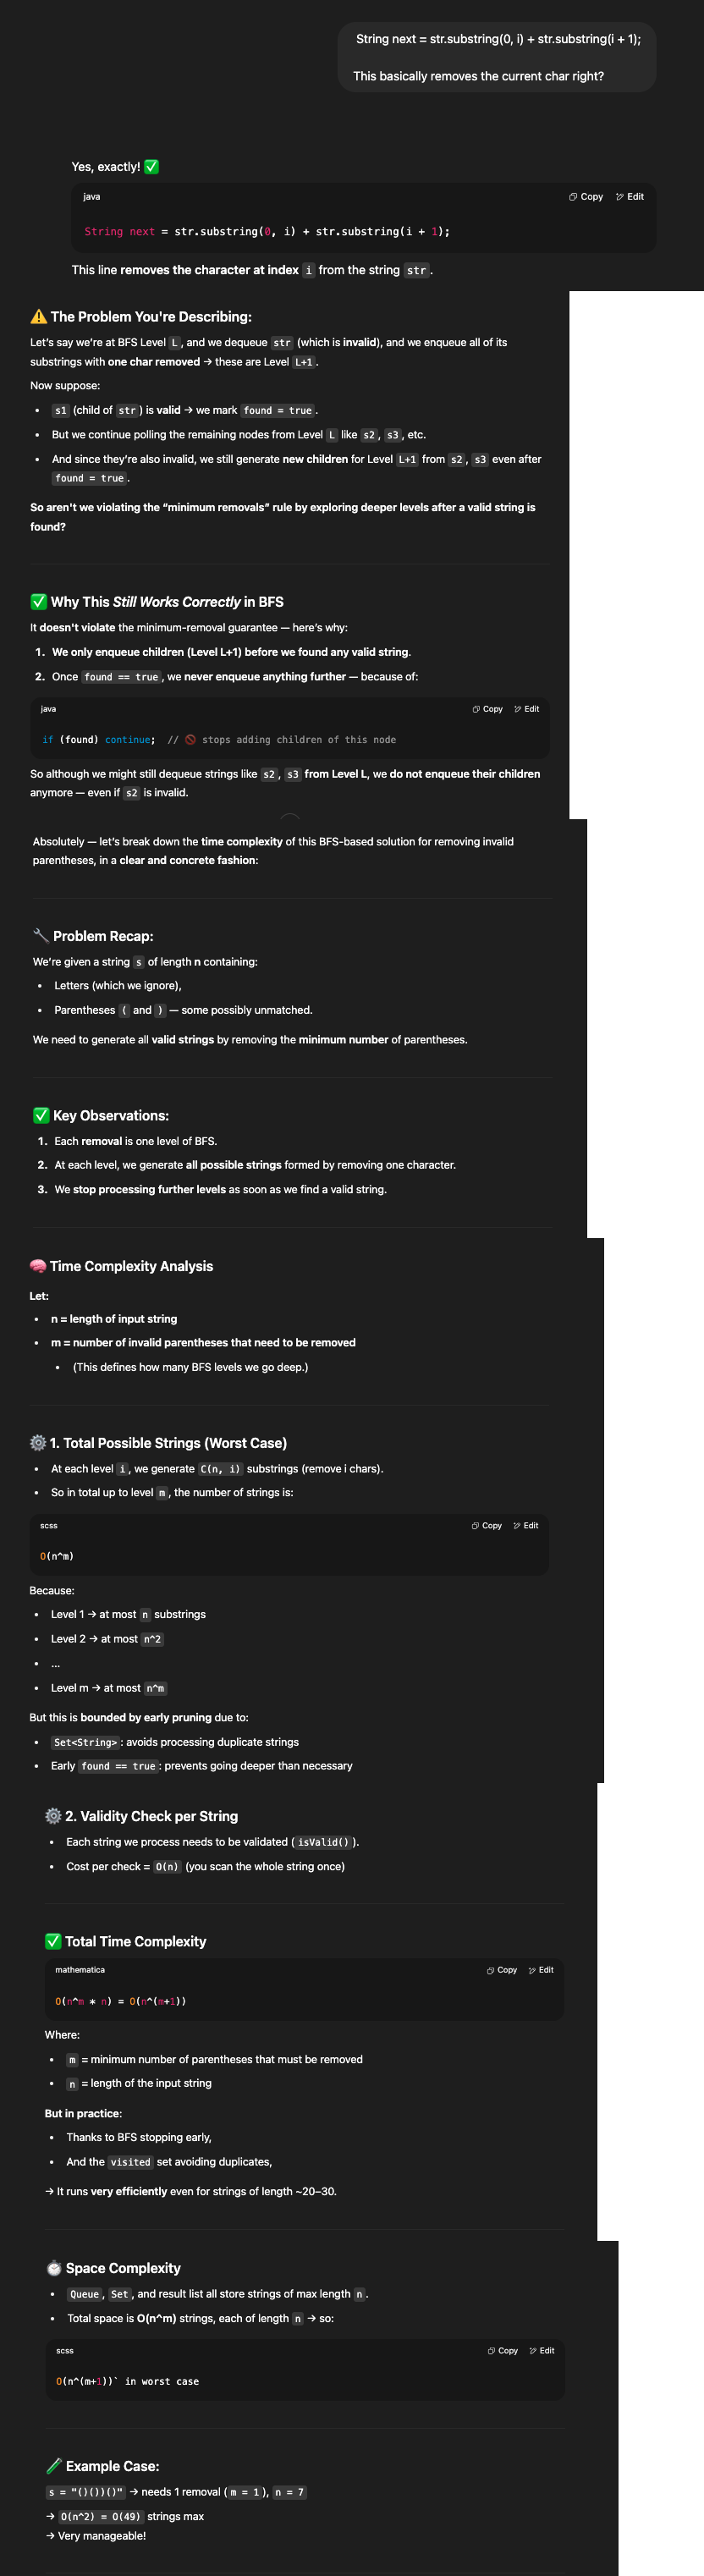 String next = str.substring(0, i) + str.substring(i + 1);
This basically removes the current char right?
Yes, exactly! ✅
java
Copy
Edit
String next = str.substring(0, i) + str.substring(i + 1);
This line removes the character at index i from the string str.
⚠️ The Problem You're Describing:
Let's say we're at BFS Level L, and we dequeue str (which is invalid), and we enqueue all of its
substrings with one char removed → these are Level L+1.
Now suppose:
• s1 (child of str) is valid → we mark found = true.
• But we continue polling the remaining nodes from Level L like s2, s3, etc.
• And since they're also invalid, we still generate new children for Level L+1 from s2, s3 even after
found = true.
So aren't we violating the "minimum removals" rule by exploring deeper levels after a valid string is
found?
✅ Why This Still Works Correctly in BFS
It doesn't violate the minimum-removal guarantee — here's why:
1. We only enqueue children (Level L+1) before we found any valid string.
2. Once found == true, we never enqueue anything further — because of:
java
Copy
Edit
if (found) continue; // 🚫 stops adding children of this node
So although we might still dequeue strings like s2, s3 from Level L, we do not enqueue their children
anymore — even if s2 is invalid.
Absolutely — let's break down the time complexity of this BFS-based solution for removing invalid
parentheses, in a clear and concrete fashion:
🔧 Problem Recap:
We're given a string s of length n containing:
• Letters (which we ignore),
• Parentheses ( and ) — some possibly unmatched.
We need to generate all valid strings by removing the minimum number of parentheses.
✅ Key Observations:
1. Each removal is one level of BFS.
2. At each level, we generate all possible strings formed by removing one character.
3. We stop processing further levels as soon as we find a valid string.
🧠 Time Complexity Analysis
Let:
• n = length of input string
• m = number of invalid parentheses that need to be removed
• (This defines how many BFS levels we go deep.)
⚙️ 1. Total Possible Strings (Worst Case)
• At each level i, we generate C(n, i) substrings (remove i chars).
• So in total up to level m, the number of strings is:
scss
Copy
Edit
O(n^m)
Because:
• Level 1 → at most n substrings
• Level 2 → at most n^2
• ...
• Level m → at most n^m
But this is bounded by early pruning due to:
• Set<String>: avoids processing duplicate strings
• Early found == true: prevents going deeper than necessary
⚙️ 2. Validity Check per String
• Each string we process needs to be validated (isValid()).
• Cost per check = O(n) (you scan the whole string once)
✅ Total Time Complexity
mathematica
Copy
Edit
O(n^m * n) = O(n^(m+1))
Where:
• m = minimum number of parentheses that must be removed
• n = length of the input string
But in practice:
• Thanks to BFS stopping early,
• And the visited set avoiding duplicates,
→ It runs very efficiently even for strings of length ~20–30.
⏱️ Space Complexity
• Queue, Set, and result list all store strings of max length n.
• Total space is O(n^m) strings, each of length n → so:
scss
Copy
Edit
O(n^(m+1))` in worst case
🧪 Example Case:
s = "()())()" → needs 1 removal (m = 1), n = 7
→ O(n^2) = O(49) strings max
→ Very manageable!